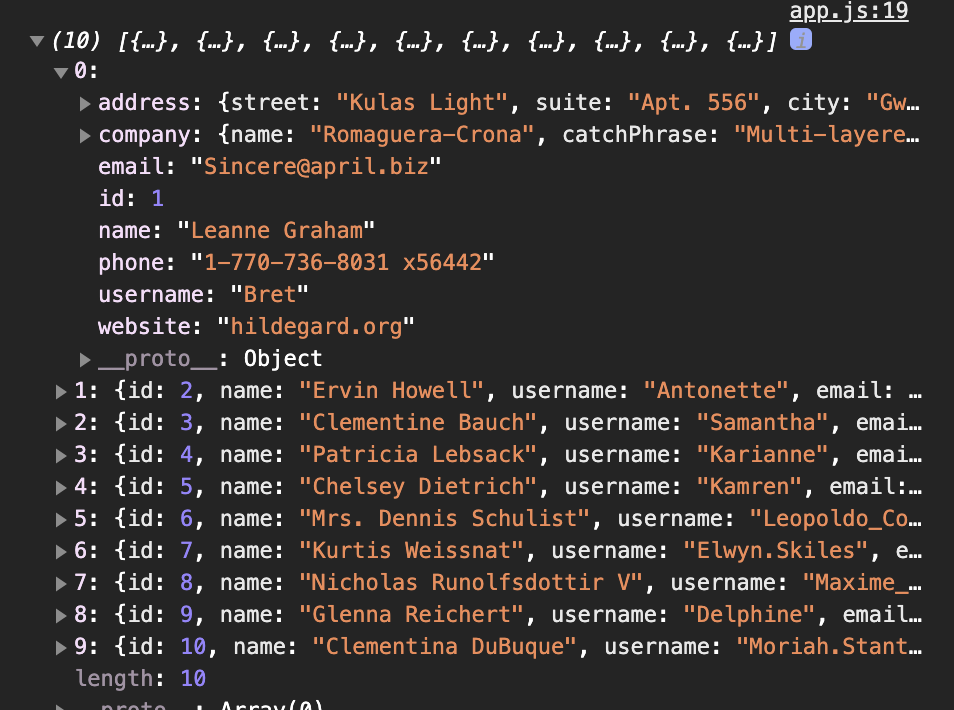 app.js:19
(10) [{…}, {…}, {…}, {…}, {…}, {…}, {…}, {…}, {…}, {…}] i
0:
address: {street: "Kulas Light", suite: "Apt. 556", city: "Gw…
company: {name: "Romaguera-Crona", catchPhrase: "Multi-layere…
email: "Sincere@april.biz"
id: 1
name: "Leanne Graham"
phone: "1-770-736-8031 x56442"
username: "Bret"
website: "hildegard.org"
__proto__: Object
1: {id: 2, name: "Ervin Howell", username: "Antonette", email: …
2: {id: 3, name: "Clementine Bauch", username: "Samantha", emai…
3: {id: 4, name: "Patricia Lebsack", username: "Karianne", emai…
4: {id: 5, name: "Chelsey Dietrich", username: "Kamren", email:…
5: {id: 6, name: "Mrs. Dennis Schulist", username: "Leopoldo_Co…
6: {id: 7, name: "Kurtis Weissnat", username: "Elwyn.Skiles", e…
7: {id: 8, name: "Nicholas Runolfsdottir V", username: "Maxime_…
8: {id: 9, name: "Glenna Reichert", username: "Delphine", email…
9: {id: 10, name: "Clementina DuBuque", username: "Moriah.Stant…
length: 10
__proto__: Array(0)